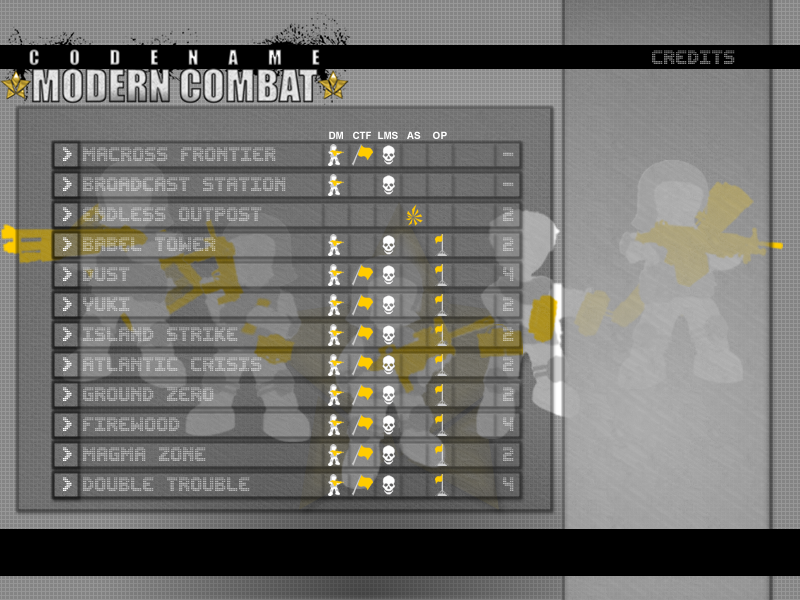 CODENAME
MODERN COMBAT
CREDITS
DM CTF LMS AS OP
MACROSS FRONTIER -
BROADCAST STATION -
ENDLESS OUTPOST 2
BABEL TOWER 2
DUST 4
YUKI 2
ISLAND STRIKE 2
ATLANTIC CRISIS 2
GROUND ZERO 2
FIREWOOD 4
MAGMA ZONE 2
DOUBLE TROUBLE 4